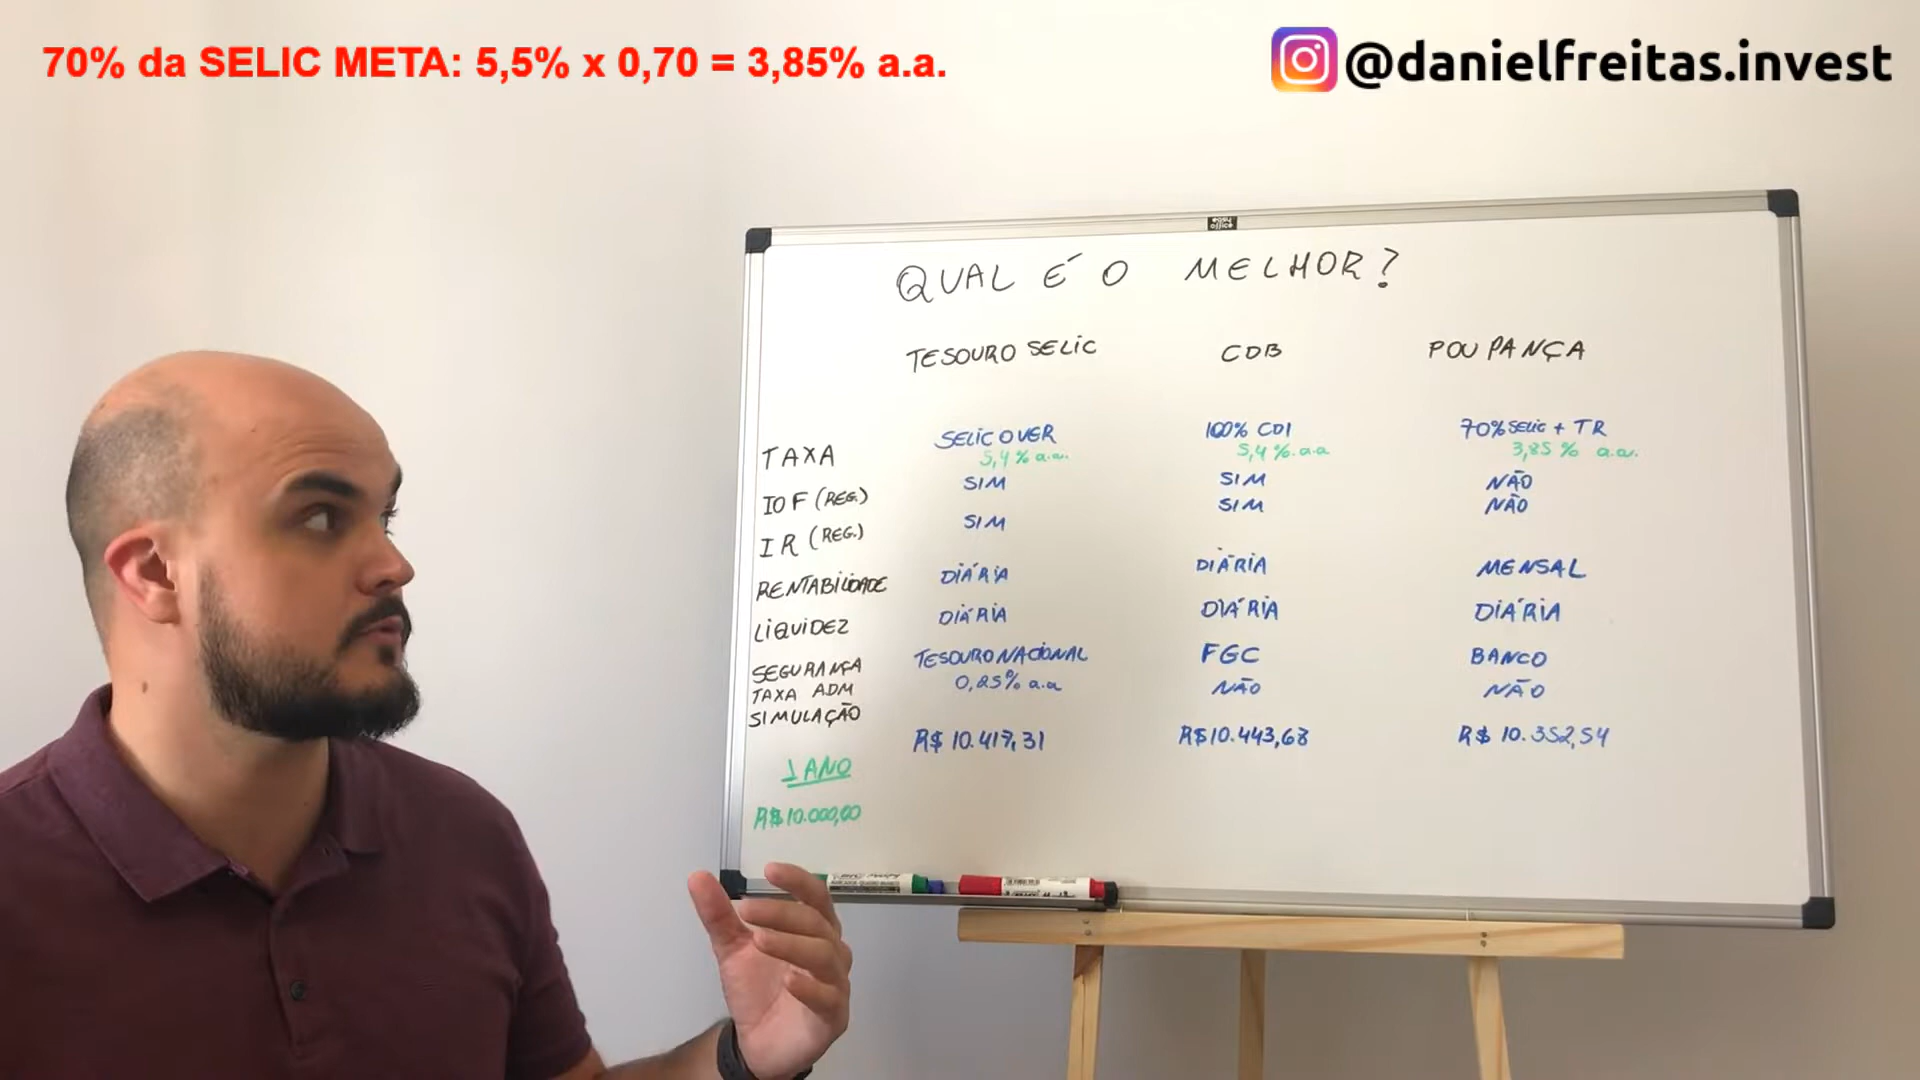 70% da SELIC META: 5,5% x 0,70 = 3,85% a.a.
@danielfreitas.invest
QUAL É O MELHOR?
TESOURO SELIC CDB POUPANÇA
TAXA SELIC OVER 100% CDI 70% SELIC + TR
5,4% a.a. 5,4% a.a 3,85% a.a.
IOF (REG.) SIM SIM NÃO
IR (REG.) SIM SIM NÃO
RENTABILIDADE DIÁRIA DIÁRIA MENSAL
LIQUIDEZ DIÁRIA DIÁRIA DIÁRIA
SEGURANÇA TESOURO NACIONAL FGC BANCO
TAXA ADM 0,25% a.a NÃO NÃO
SIMULAÇÃO R$ 10.417,31 R$10.443,68 R$ 10.352,54
1 ANO
R$10.000,00